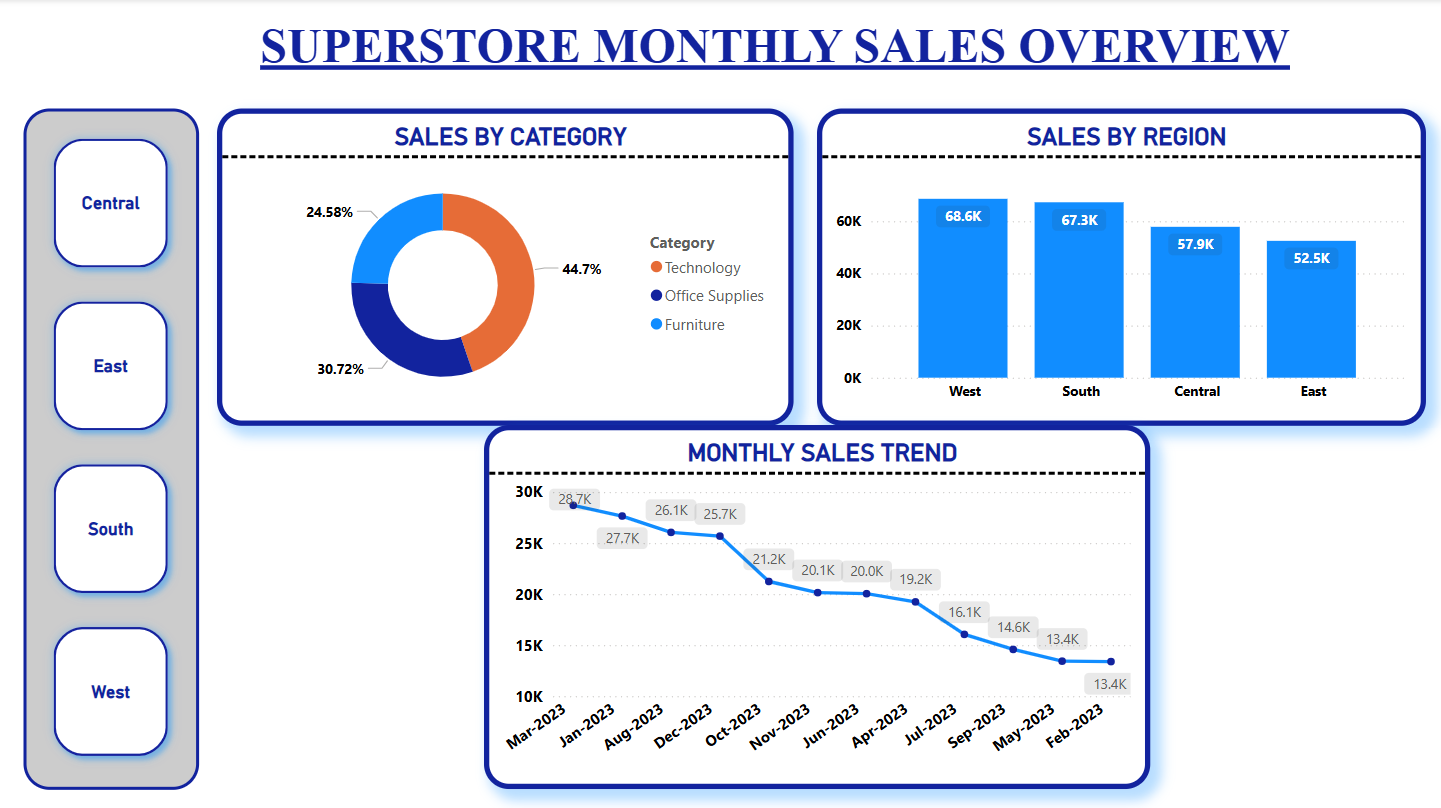 SUPERSTORE MONTHLY SALES OVERVIEW
Central
East
South
West
SALES BY CATEGORY
24.58%
44.7%
30.72%
Category
Technology
Office Supplies
Furniture
SALES BY REGION
60K
40K
20K
0K
68.6K
67.3K
57.9K
52.5K
West
South
Central
East
MONTHLY SALES TREND
30K
25K
20K
15K
10K
28.7K
27.7K
26.1K
25.7K
21.2K
20.1K
20.0K
19.2K
16.1K
14.6K
13.4K
13.4K
Mar-2023
Jan-2023
Aug-2023
Dec-2023
Oct-2023
Nov-2023
Jun-2023
Apr-2023
Jul-2023
Sep-2023
May-2023
Feb-2023